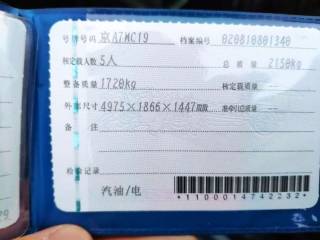 号牌号码 京A7MC19 档案编号 020810801340
核定载人数 5人 总质量 2150kg
整备质量 1720kg 核定载质量 --
外廓尺寸 4975×1866×1447mm 准牵引总质量 --
备注
检验记录
汽油/电
*1100014742232*